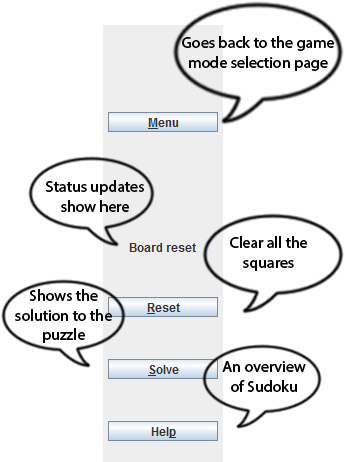 Goes back to the game
mode selection page
Menu
Status updates
show here
Board reset
Clear all the
squares
Shows the
solution to the
puzzle
Reset
Solve
An overview
of Sudoku
Help